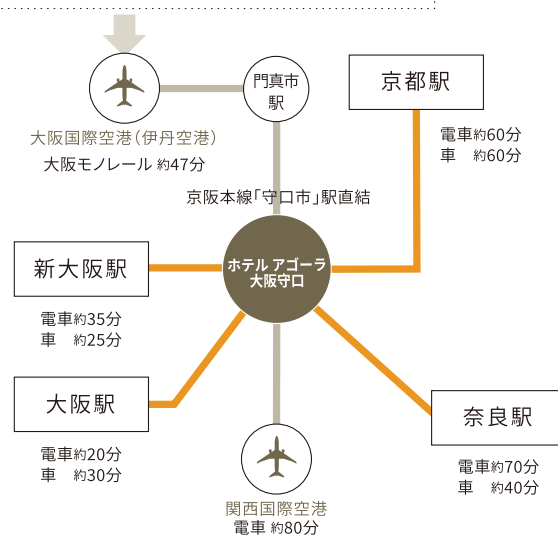 門真市
駅
京都駅
大阪国際空港（伊丹空港）
大阪モノレール 約47分
電車約60分
車　約60分
京阪本線「守口市」駅直結
ホテル アゴーラ
大阪守口
新大阪駅
電車約35分
車　約25分
大阪駅
電車約20分
車　約30分
奈良駅
電車約70分
車　約40分
関西国際空港
電車 約80分